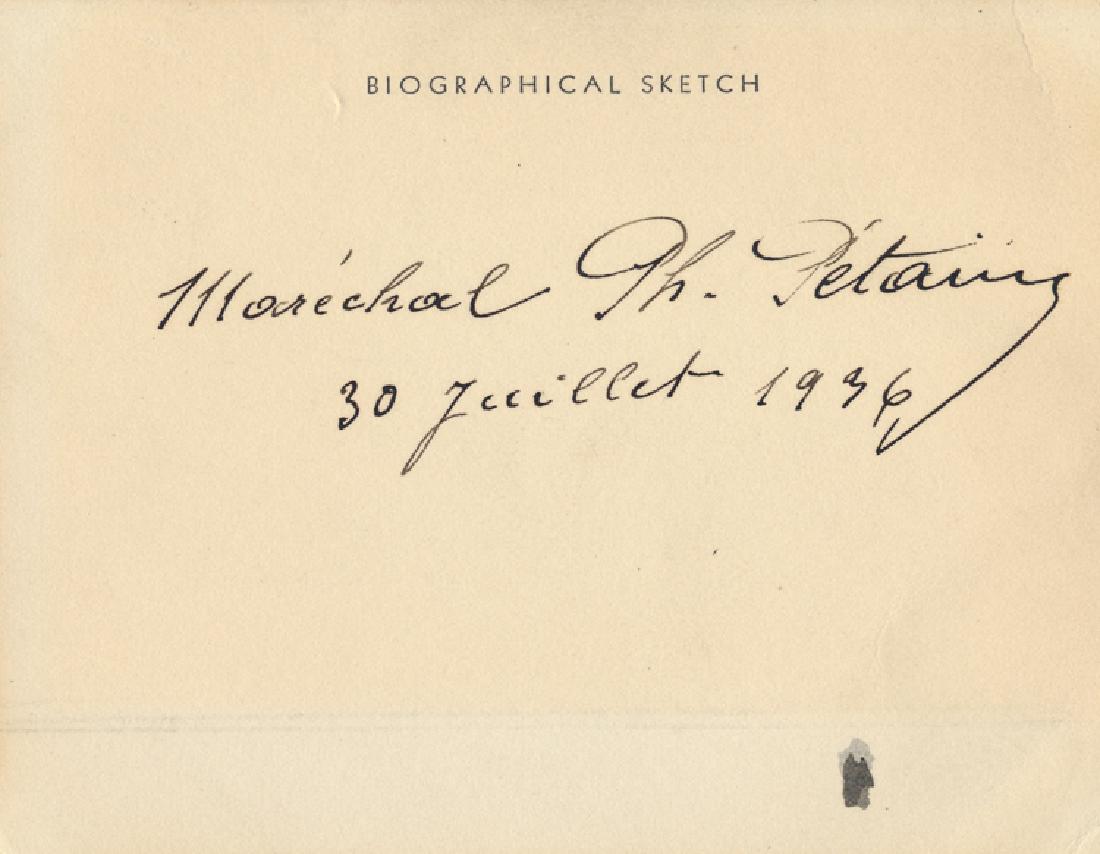 BIOGRAPHICAL SKETCH
Maréchal Ph. Pétain
30 Juillet 1936